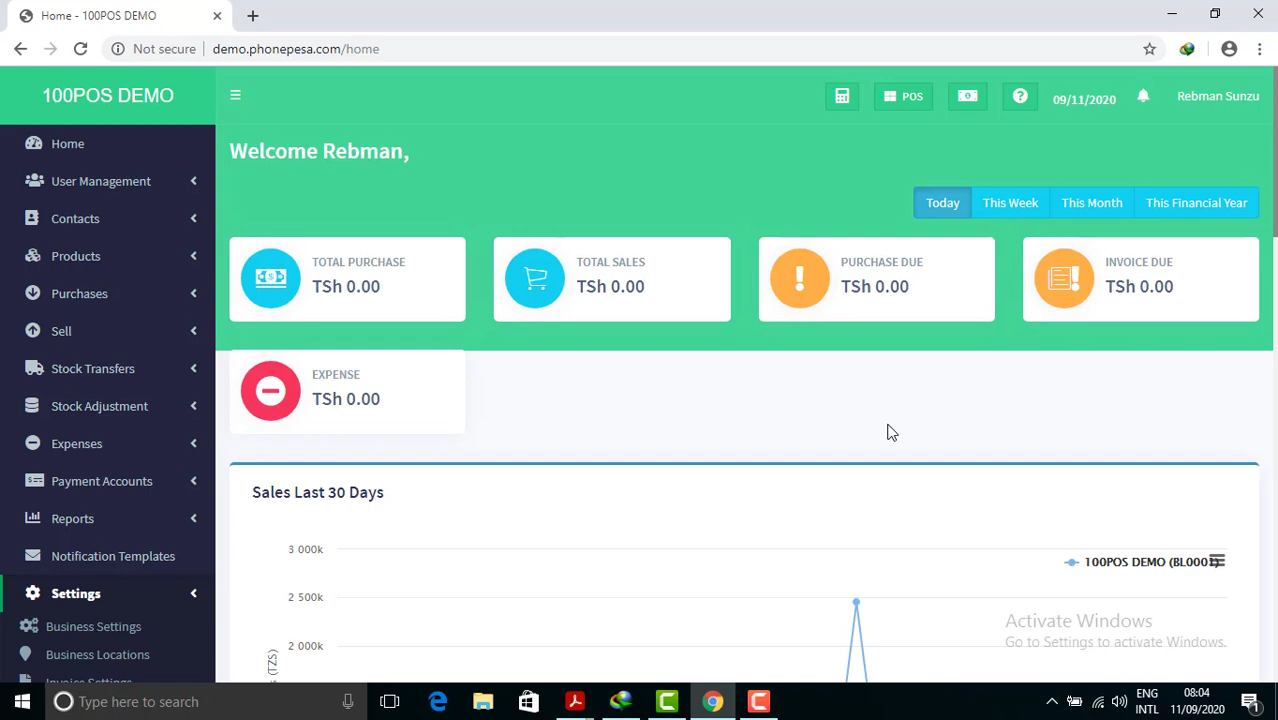 Home - 100POS DEMO
Not secure | demo.phonepesa.com/home
100POS DEMO
POS
09/11/2020
Rebman Sunzu
Home
User Management
Contacts
Products
Purchases
Sell
Stock Transfers
Stock Adjustment
Expenses
Payment Accounts
Reports
Notification Templates
Settings
Business Settings
Business Locations
Invoice Settings
Welcome Rebman,
Today
This Week
This Month
This Financial Year
TOTAL PURCHASE
TSh 0.00
TOTAL SALES
TSh 0.00
PURCHASE DUE
TSh 0.00
INVOICE DUE
TSh 0.00
EXPENSE
TSh 0.00
Sales Last 30 Days
3 000k
2 500k
2 000k
(TZS)
100POS DEMO (BL0001)
Activate Windows
Go to Settings to activate Windows.
Type here to search
ENG
INTL
08:04
11/09/2020
1